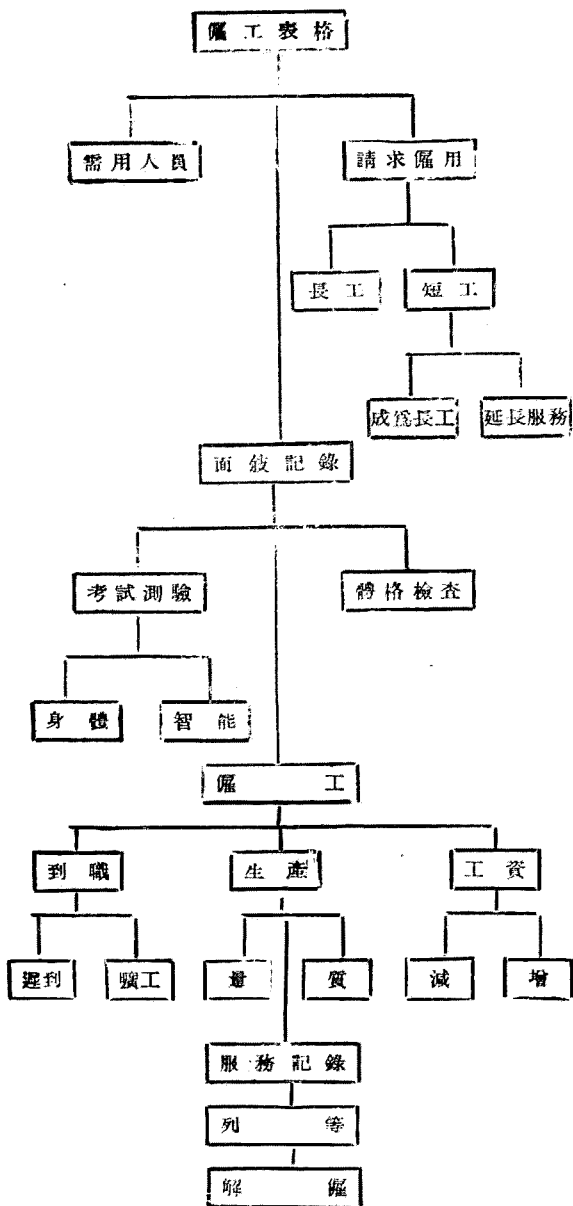 僱工表格
需用人員
請求僱用
長工
短工
成爲長工
延長服務
面敍記錄
考試測驗
體格檢查
身體
智能
僱工
到職
生產
工資
遲到
曠工
量
質
減
增
服務記錄
列等
解僱